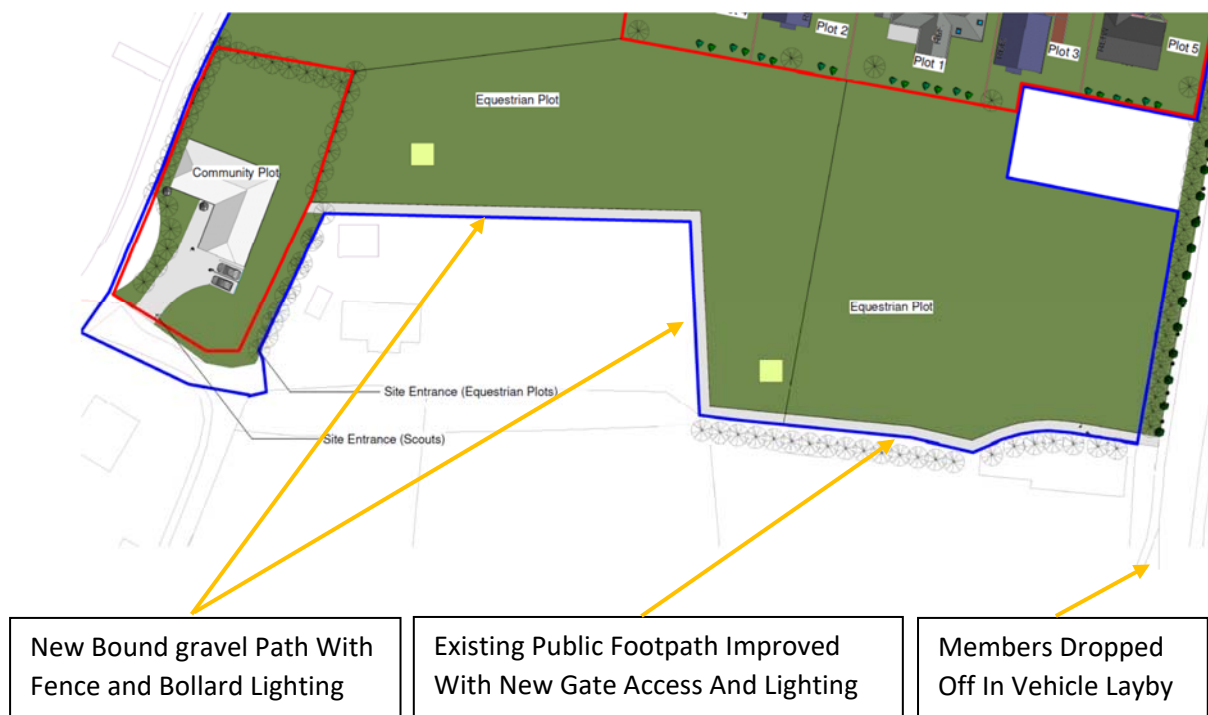 Plot 2
Plot 1
Plot 3
Plot 5
Equestrian Plot
Community Plot
Equestrian Plot
Site Entrance (Equestrian Plots)
Site Entrance (Scouts)
New Bound gravel Path With
Fence and Bollard Lighting
Existing Public Footpath Improved
With New Gate Access And Lighting
Members Dropped
Off In Vehicle Layby